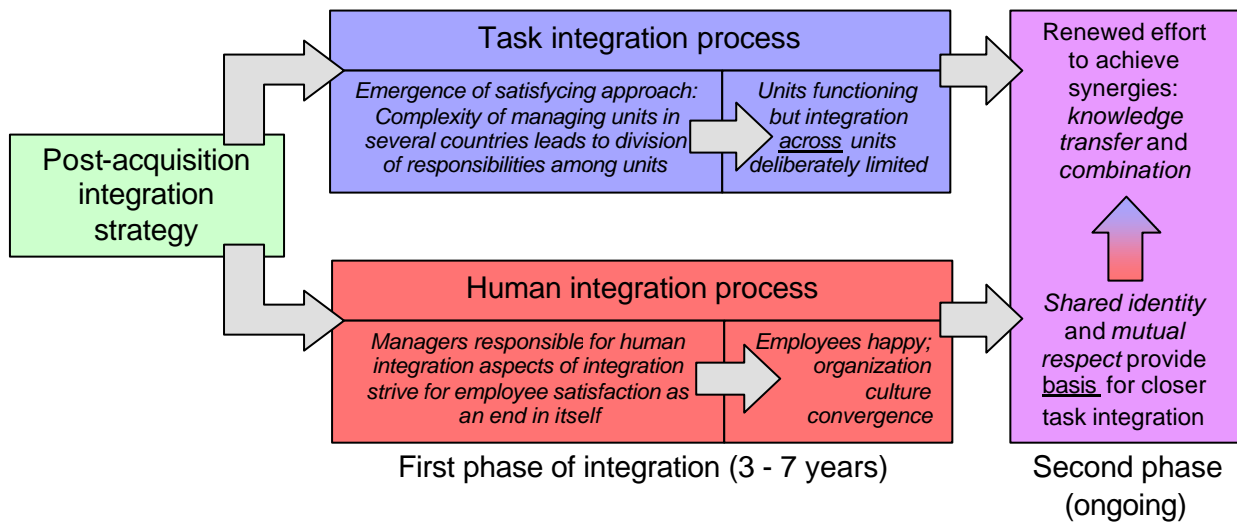 Post-acquisition
integration
strategy
Task integration process
Emergence of satisfycing approach:
Complexity of managing units in
several countries leads to division
of responsibilities among units
Units functioning
but integration
across units
deliberately limited
Human integration process
Managers responsible for human
integration aspects of integration
strive for employee satisfaction as
an end in itself
Employees happy;
organization
culture
convergence
First phase of integration (3 - 7 years)
Renewed effort
to achieve
synergies:
knowledge
transfer and
combination
Shared identity
and mutual
respect provide
basis for closer
task integration
Second phase
(ongoing)